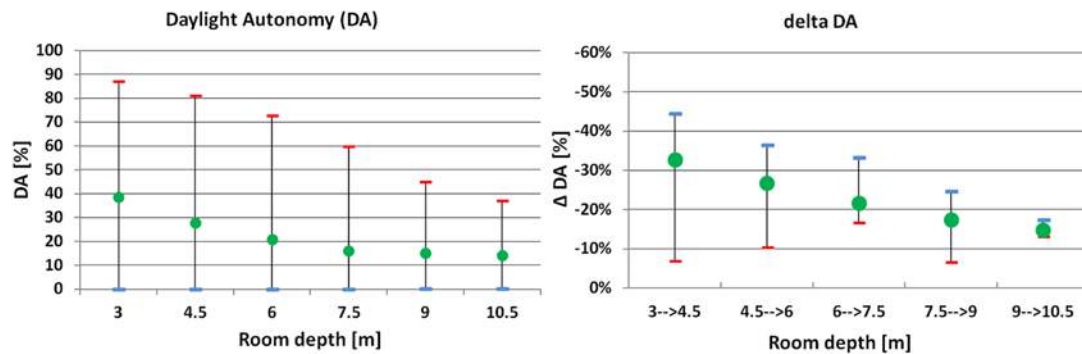 Daylight Autonomy (DA)
100
90
80
70
60
50
40
30
20
10
0
DA [%]
3 4.5 6 7.5 9 10.5
Room depth [m]
delta DA
-60%
-50%
-40%
-30%
-20%
-10%
0%
Δ DA [%]
3-->4.5 4.5-->6 6-->7.5 7.5-->9 9-->10.5
Room depth [m]